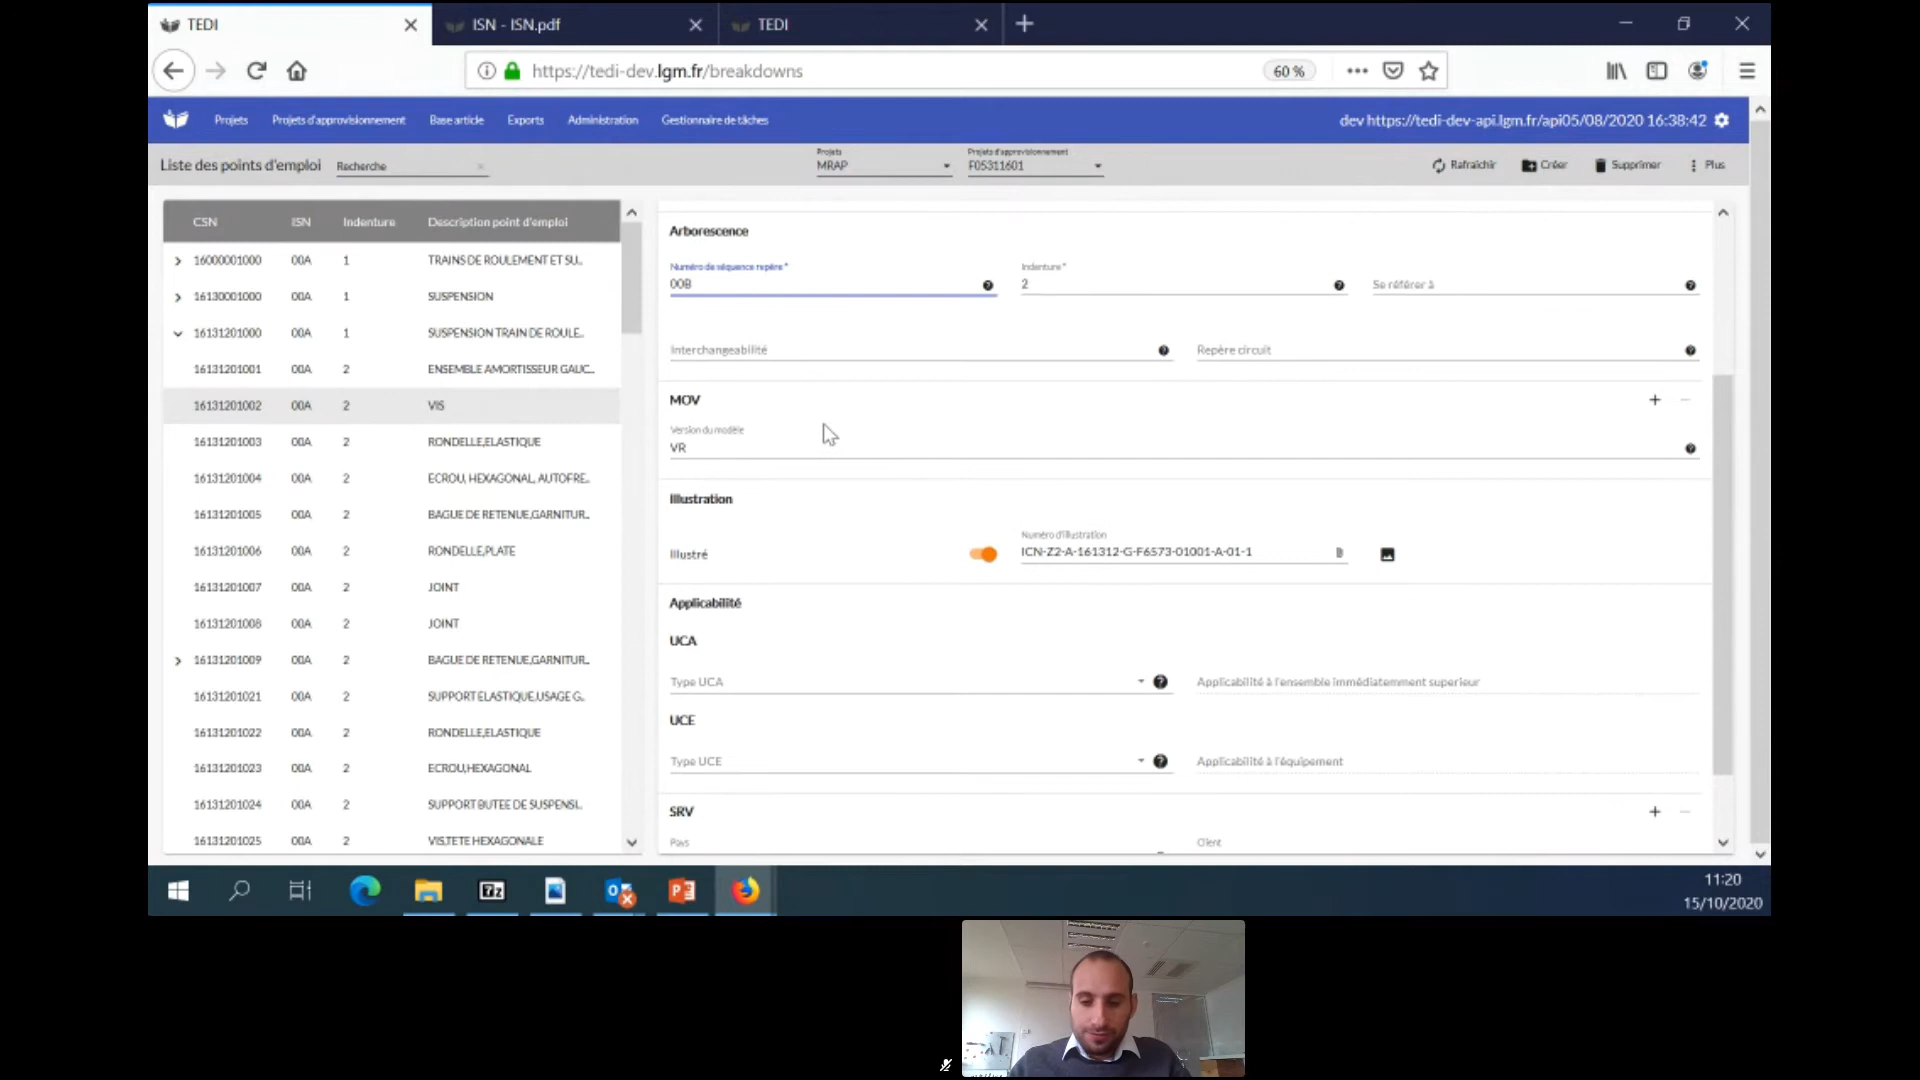 TEDI
ISN - ISN.pdf
TEDI
https://tedi-dev.lgm.fr/breakdowns
60 %
Projets
Projets d'approvisionnement
Base article
Exports
Administration
Gestionnaire de tâches
dev https://tedi-dev-api.lgm.fr/api05/08/2020 16:38:42
Liste des points d'emploi
Recherche
Projets
MRAP
Projets d'approvisionnement
F05311601
Rafraichir
Créer
Supprimer
Plus
CSN ISN Indenture Description point d'emploi
16000001000 00A 1 TRAINS DE ROULEMENT ET SU...
16130001000 00A 1 SUSPENSION
16131201000 00A 1 SUSPENSION TRAIN DE ROULE...
16131201001 00A 2 ENSEMBLE AMORTISSEUR GAUC...
16131201002 00A 2 VIS
16131201003 00A 2 RONDELLE,ELASTIQUE
16131201004 00A 2 ECROU, HEXAGONAL, AUTOFRE...
16131201005 00A 2 BAGUE DE RETENUE,GARNITUR...
16131201006 00A 2 RONDELLE,PLATE
16131201007 00A 2 JOINT
16131201008 00A 2 JOINT
16131201009 00A 2 BAGUE DE RETENUE,GARNITUR...
16131201021 00A 2 SUPPORT ELASTIQUE,USAGE G...
16131201022 00A 2 RONDELLE,ELASTIQUE
16131201023 00A 2 ECROU,HEXAGONAL
16131201024 00A 2 SUPPORT BUTEE DE SUSPENSI...
16131201025 00A 2 VIS,TETE HEXAGONALE
Arborescence
Numéro de séquence repère *
00B
Indenture *
2
Se référer à
Interchangeabilité
Repère circuit
MOV
Version du modèle
VR
Illustration
Illustré
Numéro d'illustration
ICN-Z2-A-161312-G-F6573-01001-A-01-1
Applicabilité
UCA
Type UCA
Applicabilité à l'ensemble immédiatemment superieur
UCE
Type UCE
Applicabilité à l'équipement
SRV
Pays
Client
11:20
15/10/2020